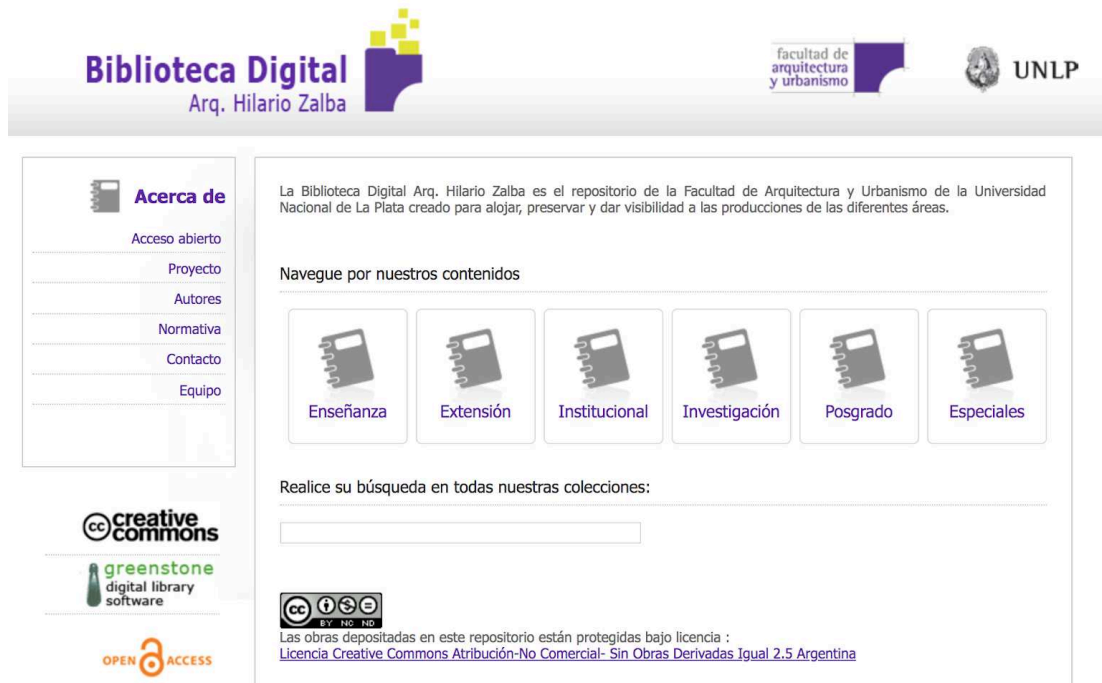 Biblioteca Digital
Arq. Hilario Zalba
facultad de
arquitectura
y urbanismo
UNLP
Acerca de
Acceso abierto
Proyecto
Autores
Normativa
Contacto
Equipo
creative
commons
greenstone
digital library
software
OPEN ACCESS
La Biblioteca Digital Arq. Hilario Zalba es el repositorio de la Facultad de Arquitectura y Urbanismo de la Universidad
Nacional de La Plata creado para alojar, preservar y dar visibilidad a las producciones de las diferentes áreas.
Navegue por nuestros contenidos
Enseñanza
Extensión
Institucional
Investigación
Posgrado
Especiales
Realice su búsqueda en todas nuestras colecciones:
BY NC ND
Las obras depositadas en este repositorio están protegidas bajo licencia :
Licencia Creative Commons Atribución-No Comercial- Sin Obras Derivadas Igual 2.5 Argentina